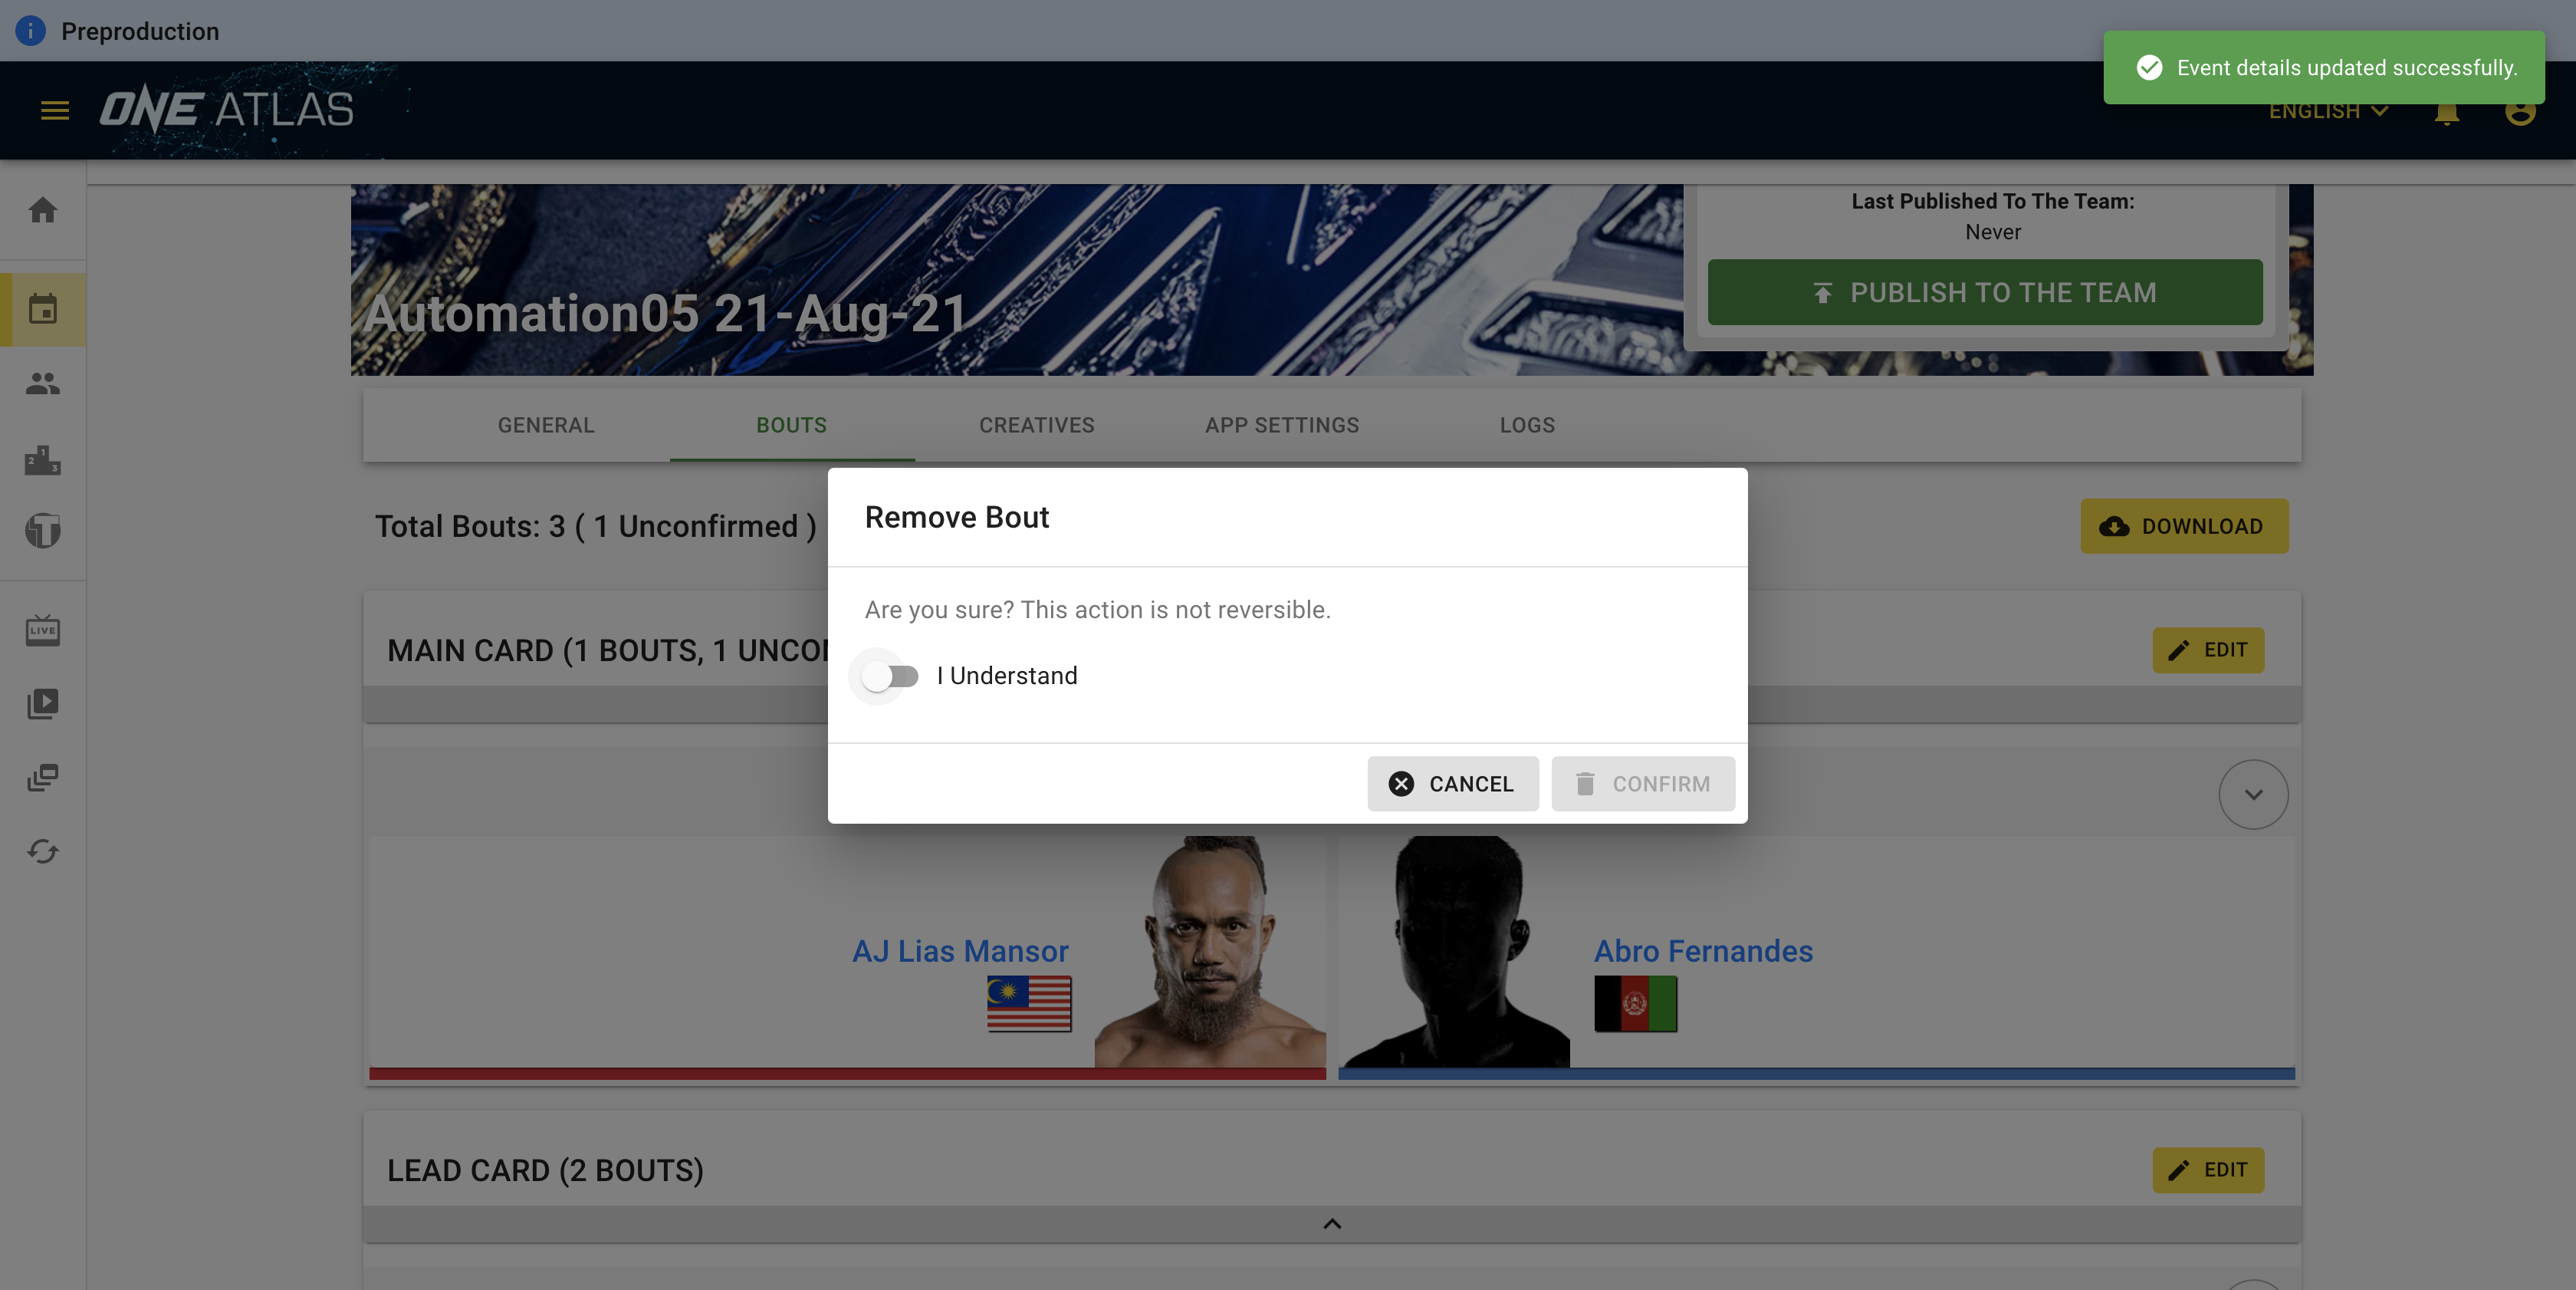 Preproduction
Event details updated successfully.
ONE ATLAS
ENGLISH
Last Published To The Team:
Never
PUBLISH TO THE TEAM
Automation05 21-Aug-21
GENERAL
BOUTS
CREATIVES
APP SETTINGS
LOGS
Total Bouts: 3 ( 1 Unconfirmed )
DOWNLOAD
Remove Bout
Are you sure? This action is not reversible.
I Understand
CANCEL
CONFIRM
MAIN CARD (1 BOUTS, 1
EDIT
LIVE
AJ Lias Mansor
Abro Fernandes
LEAD CARD (2 BOUTS)
EDIT